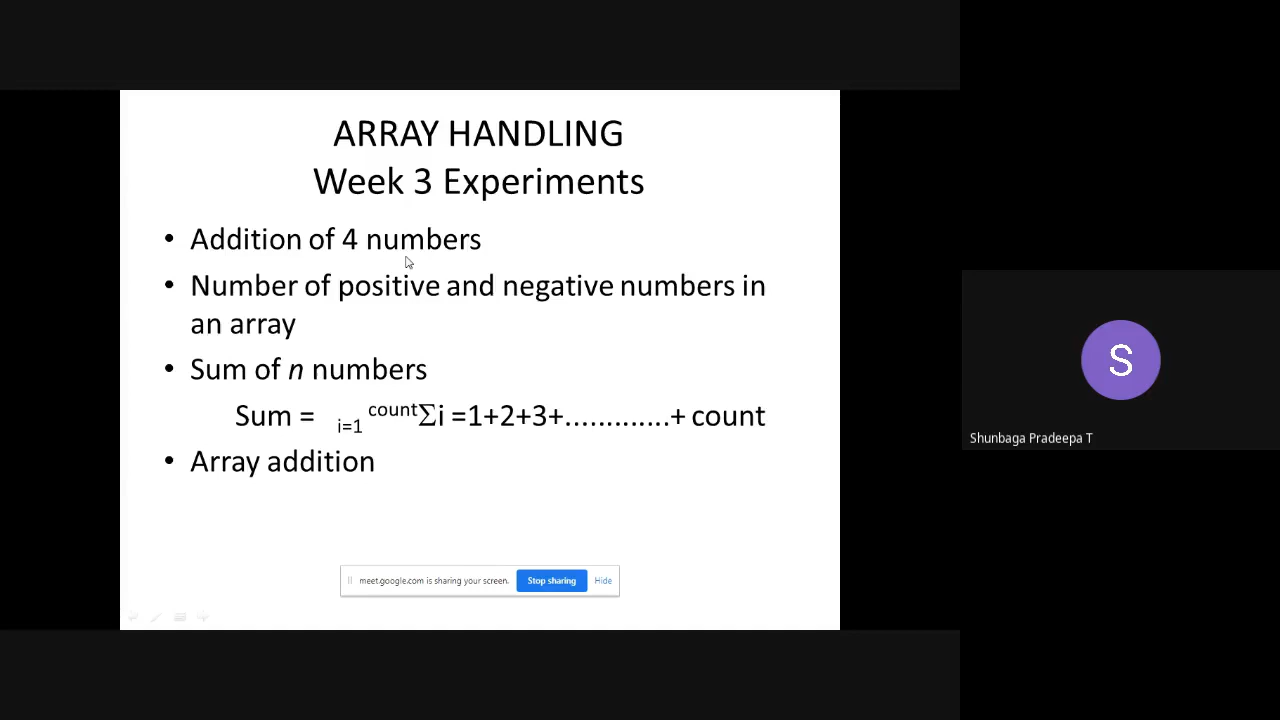 ARRAY HANDLING
Week 3 Experiments
• Addition of 4 numbers
• Number of positive and negative numbers in
an array
• Sum of n numbers
Sum = i=1 countΣi =1+2+3+.............+ count
• Array addition
meet.google.com is sharing your screen. Stop sharing Hide
S
Shunbaga Pradeepa T